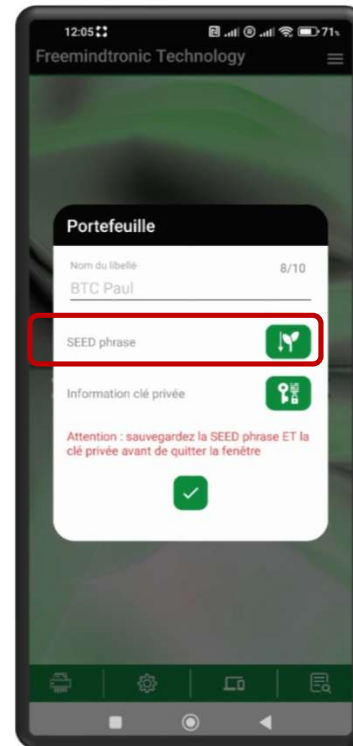 12:05
71%
Freemindtronic Technology
Portefeuille
Nom du libellé
8/10
BTC Paul
SEED phrase
Information clé privée
Attention : sauvegardez la SEED phrase ET la
clé privée avant de quitter la fenêtre